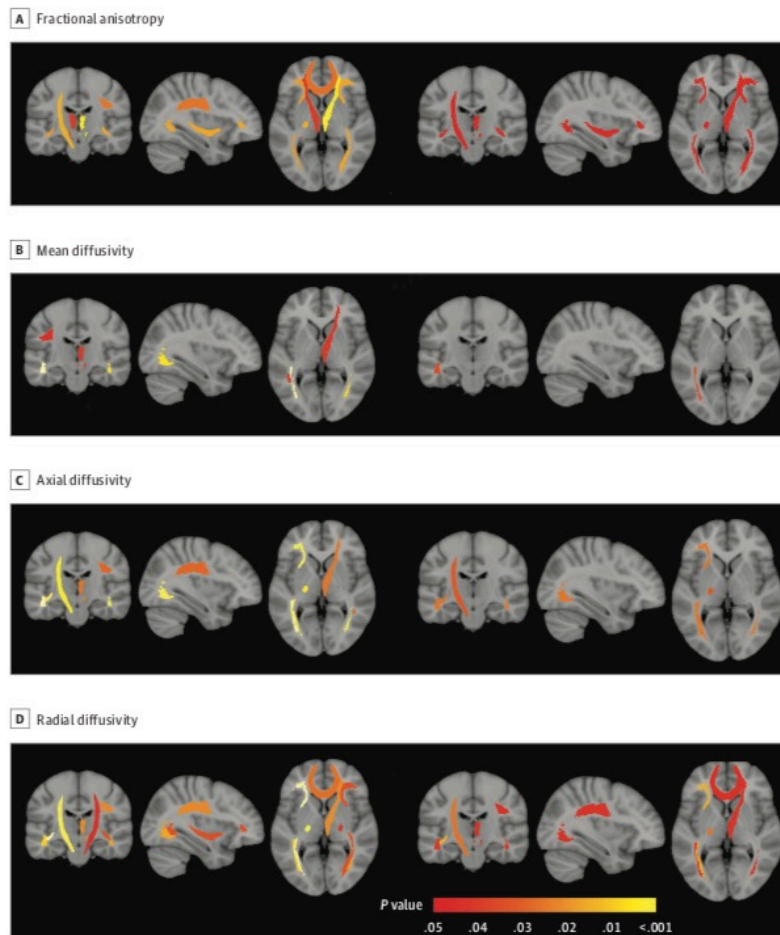 A Fractional anisotropy
B Mean diffusivity
C Axial diffusivity
D Radial diffusivity
P value
.05 .04 .03 .02 .01 <.001